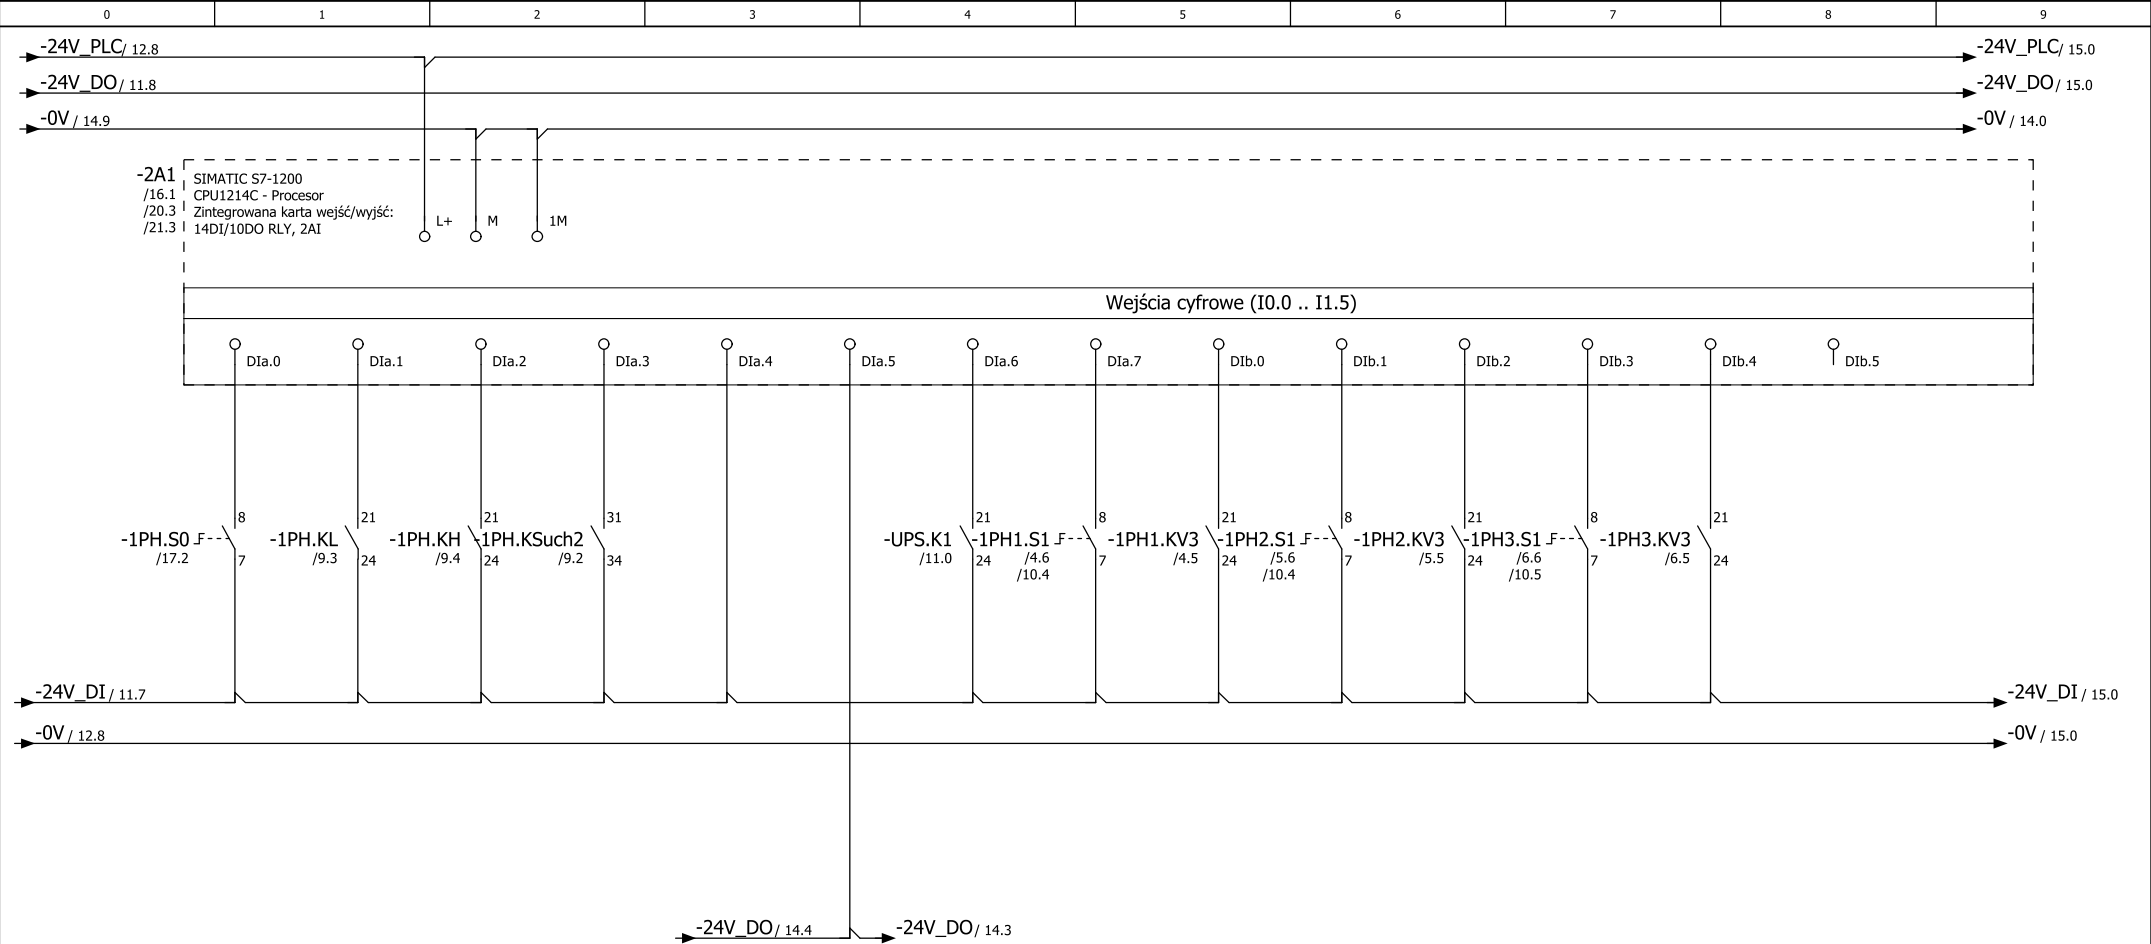 0 1 2 3 4 5 6 7 8 9
-24V_PLC/ 12.8 -24V_PLC/ 15.0
-24V_DO/ 11.8 -24V_DO/ 15.0
-0V/ 14.9 -0V/ 14.0
-2A1 SIMATIC S7-1200
/16.1 CPU1214C - Procesor
/20.3 Zintegrowana karta wejść/wyjść:
/21.3 14DI/10DO RLY, 2AI
L+ M 1M
Wejścia cyfrowe (I0.0 .. I1.5)
DIa.0 DIa.1 DIa.2 DIa.3 DIa.4 DIa.5 DIa.6 DIa.7 DIb.0 DIb.1 DIb.2 DIb.3 DIb.4 DIb.5
8 21 21 31 21 8 21 8 21 8 21
-1PH.S0 -1PH.KL -1PH.KH -1PH.KSuch2 -UPS.K1 -1PH1.S1 -1PH1.KV3 -1PH2.S1 -1PH2.KV3 -1PH3.S1 -1PH3.KV3
/17.2 7 /9.3 24 /9.4 24 /9.2 34 /11.0 24 /4.6 7 /4.5 24 /5.6 7 /5.5 24 /6.6 7 /6.5 24
/10.4 /10.4 /10.5
-24V_DI/ 11.7 -24V_DI/ 15.0
-0V/ 12.8 -0V/ 15.0
-24V_DO/ 14.4 -24V_DO/ 14.3